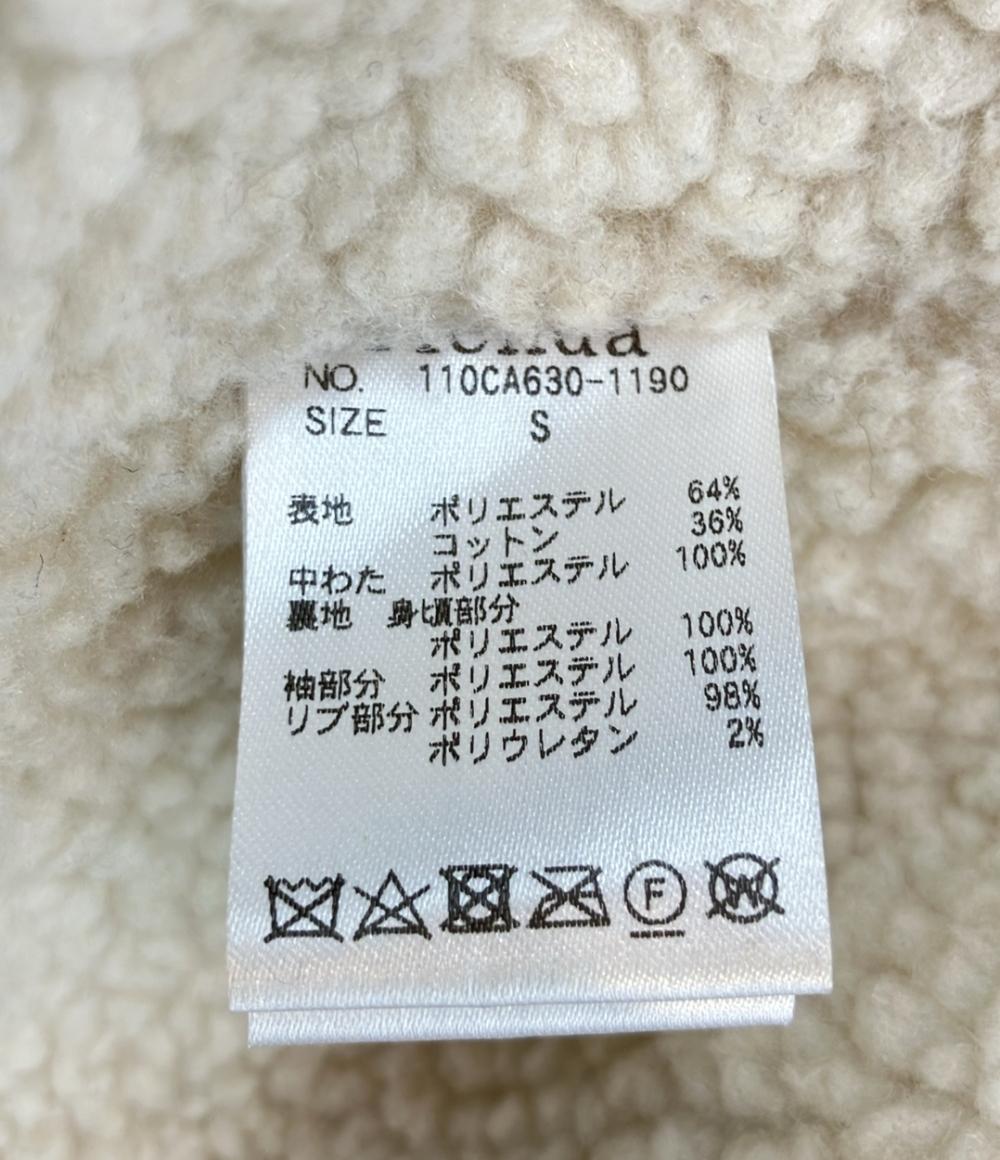 NO. 110CA630-1190
SIZE S
表地 ポリエステル 64%
コットン 36%
中わた ポリエステル 100%
裏地 身頃部分
ポリエステル 100%
袖部分 ポリエステル 100%
リブ部分 ポリエステル 98%
ポリウレタン 2%
F W